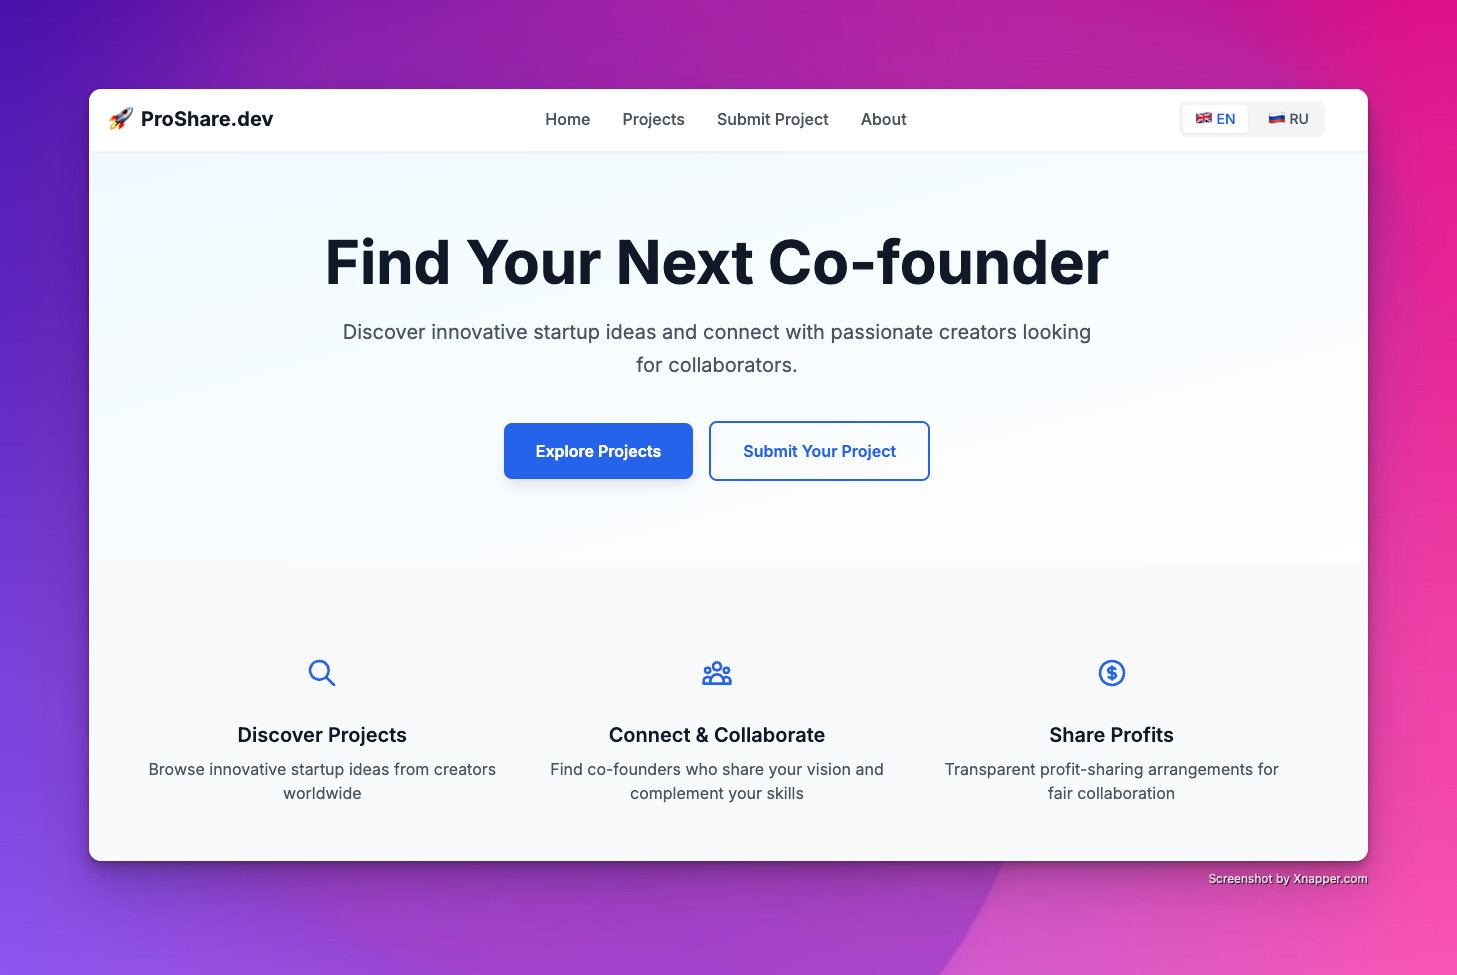 🚀 ProShare.dev
Home Projects Submit Project About
🇬🇧 EN 🇷🇺 RU
Find Your Next Co-founder
Discover innovative startup ideas and connect with passionate creators looking
for collaborators.
Explore Projects
Submit Your Project
Discover Projects
Browse innovative startup ideas from creators
worldwide
Connect & Collaborate
Find co-founders who share your vision and
complement your skills
Share Profits
Transparent profit-sharing arrangements for
fair collaboration
Screenshot by Xnapper.com